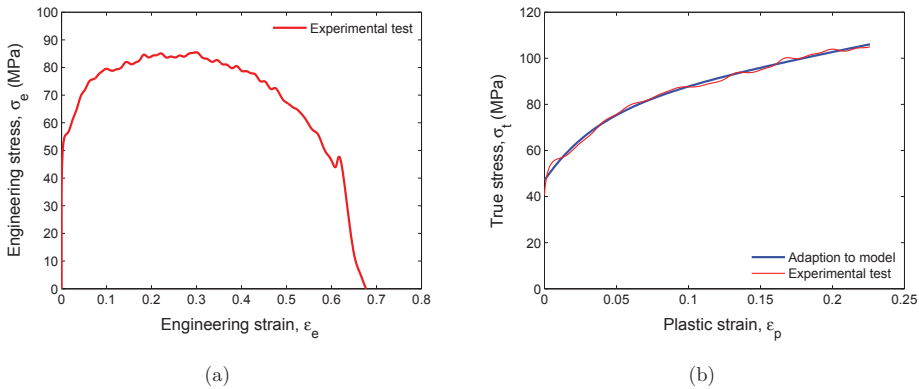 Experimental test
Engineering stress, σe (MPa)
100
90
80
70
60
50
40
30
20
10
0
0 0.1 0.2 0.3 0.4 0.5 0.6 0.7 0.8
Engineering strain, εe
(a)
True stress, σt (MPa)
120
100
80
60
40
20
0
Adaption to model
Experimental test
0 0.05 0.1 0.15 0.2 0.25
Plastic strain, εp
(b)